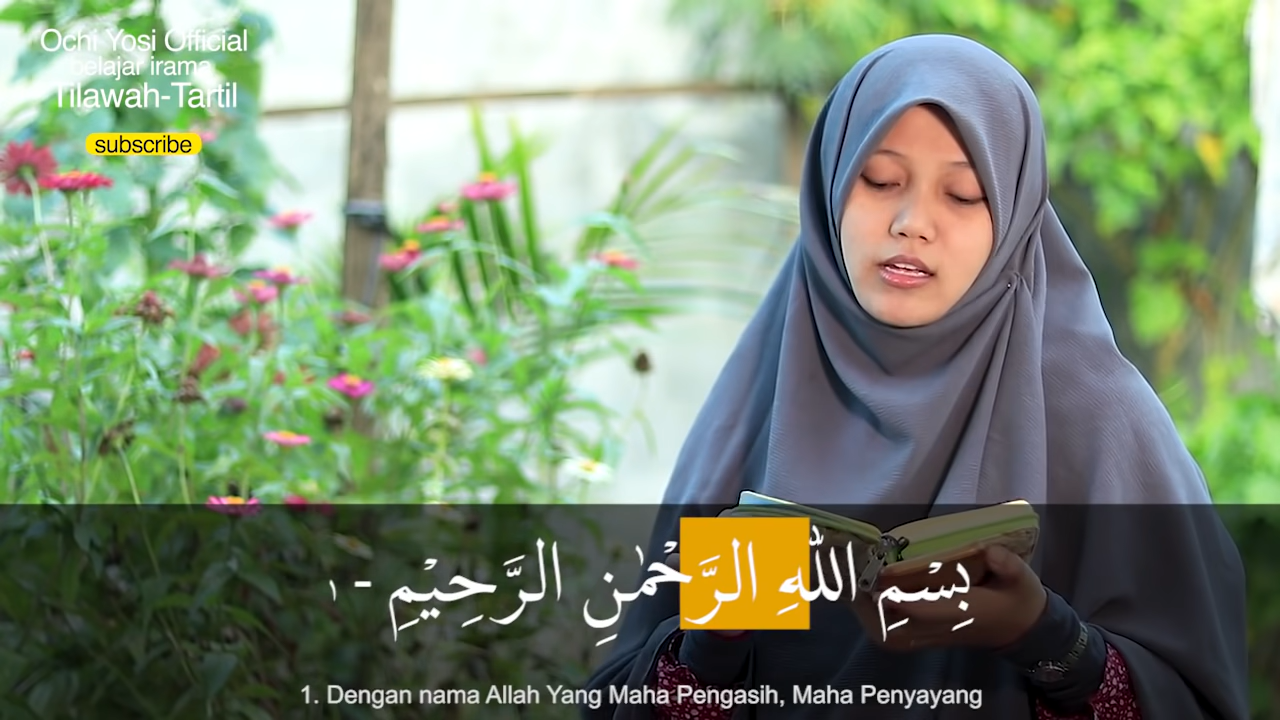 Ochi Yosi Official
belajar irama
Tilawah-Tartil
subscribe
بِسْمِ اللّٰهِ الرَّحْمٰنِ الرَّحِيْمِ - ١
1. Dengan nama Allah Yang Maha Pengasih, Maha Penyayang